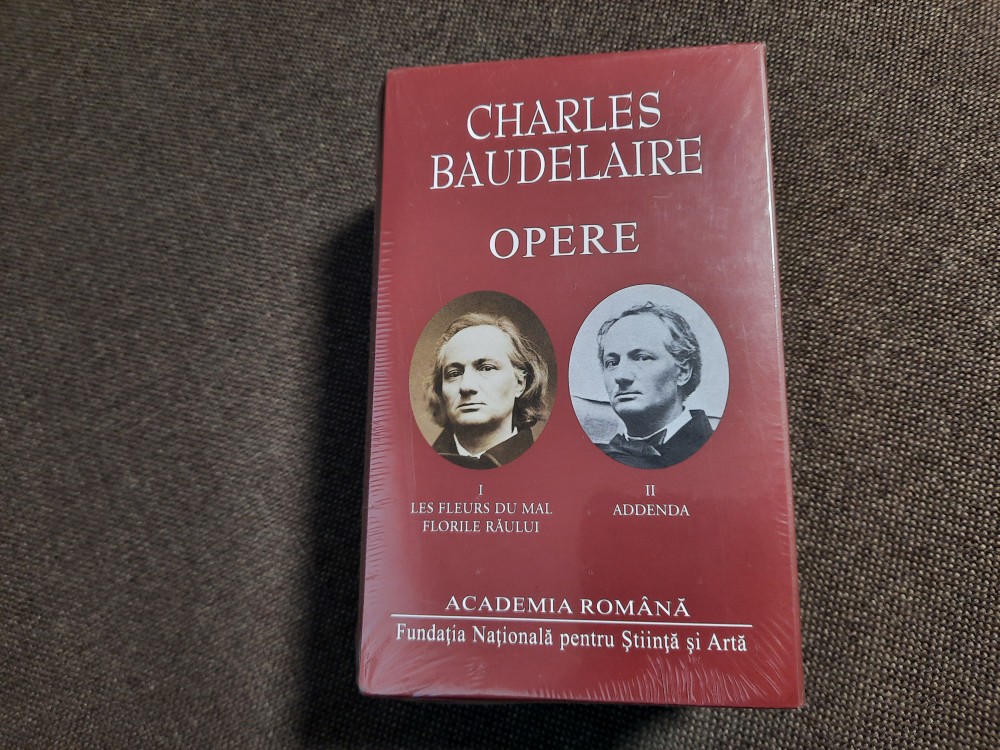 CHARLES
BAUDELAIRE
OPERE
I
LES FLEURS DU MAL
FLORILE RĂULUI
II
ADDENDA
ACADEMIA ROMÂNĂ
Fundația Națională pentru Știință și Artă